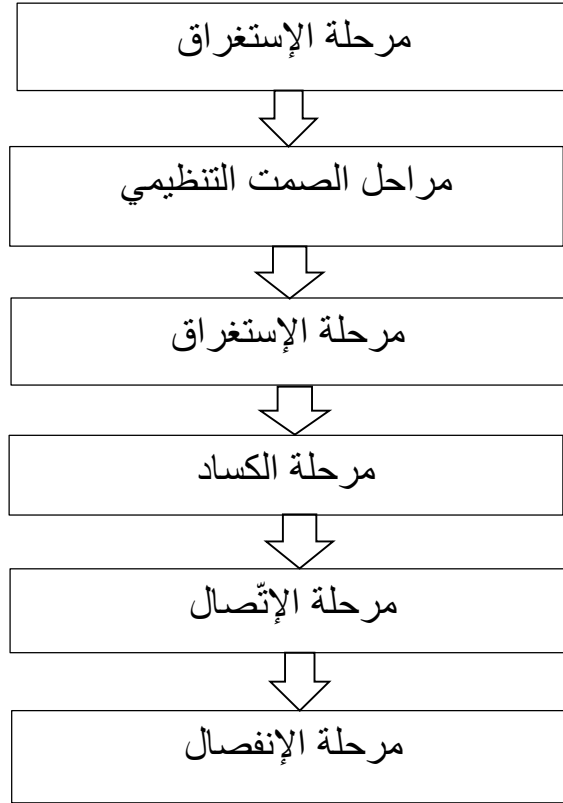 مرحلة الإستغراق
مراحل الصمت التنظيمي
مرحلة الإستغراق
مرحلة الكساد
مرحلة الإتّصال
مرحلة الإنفصال